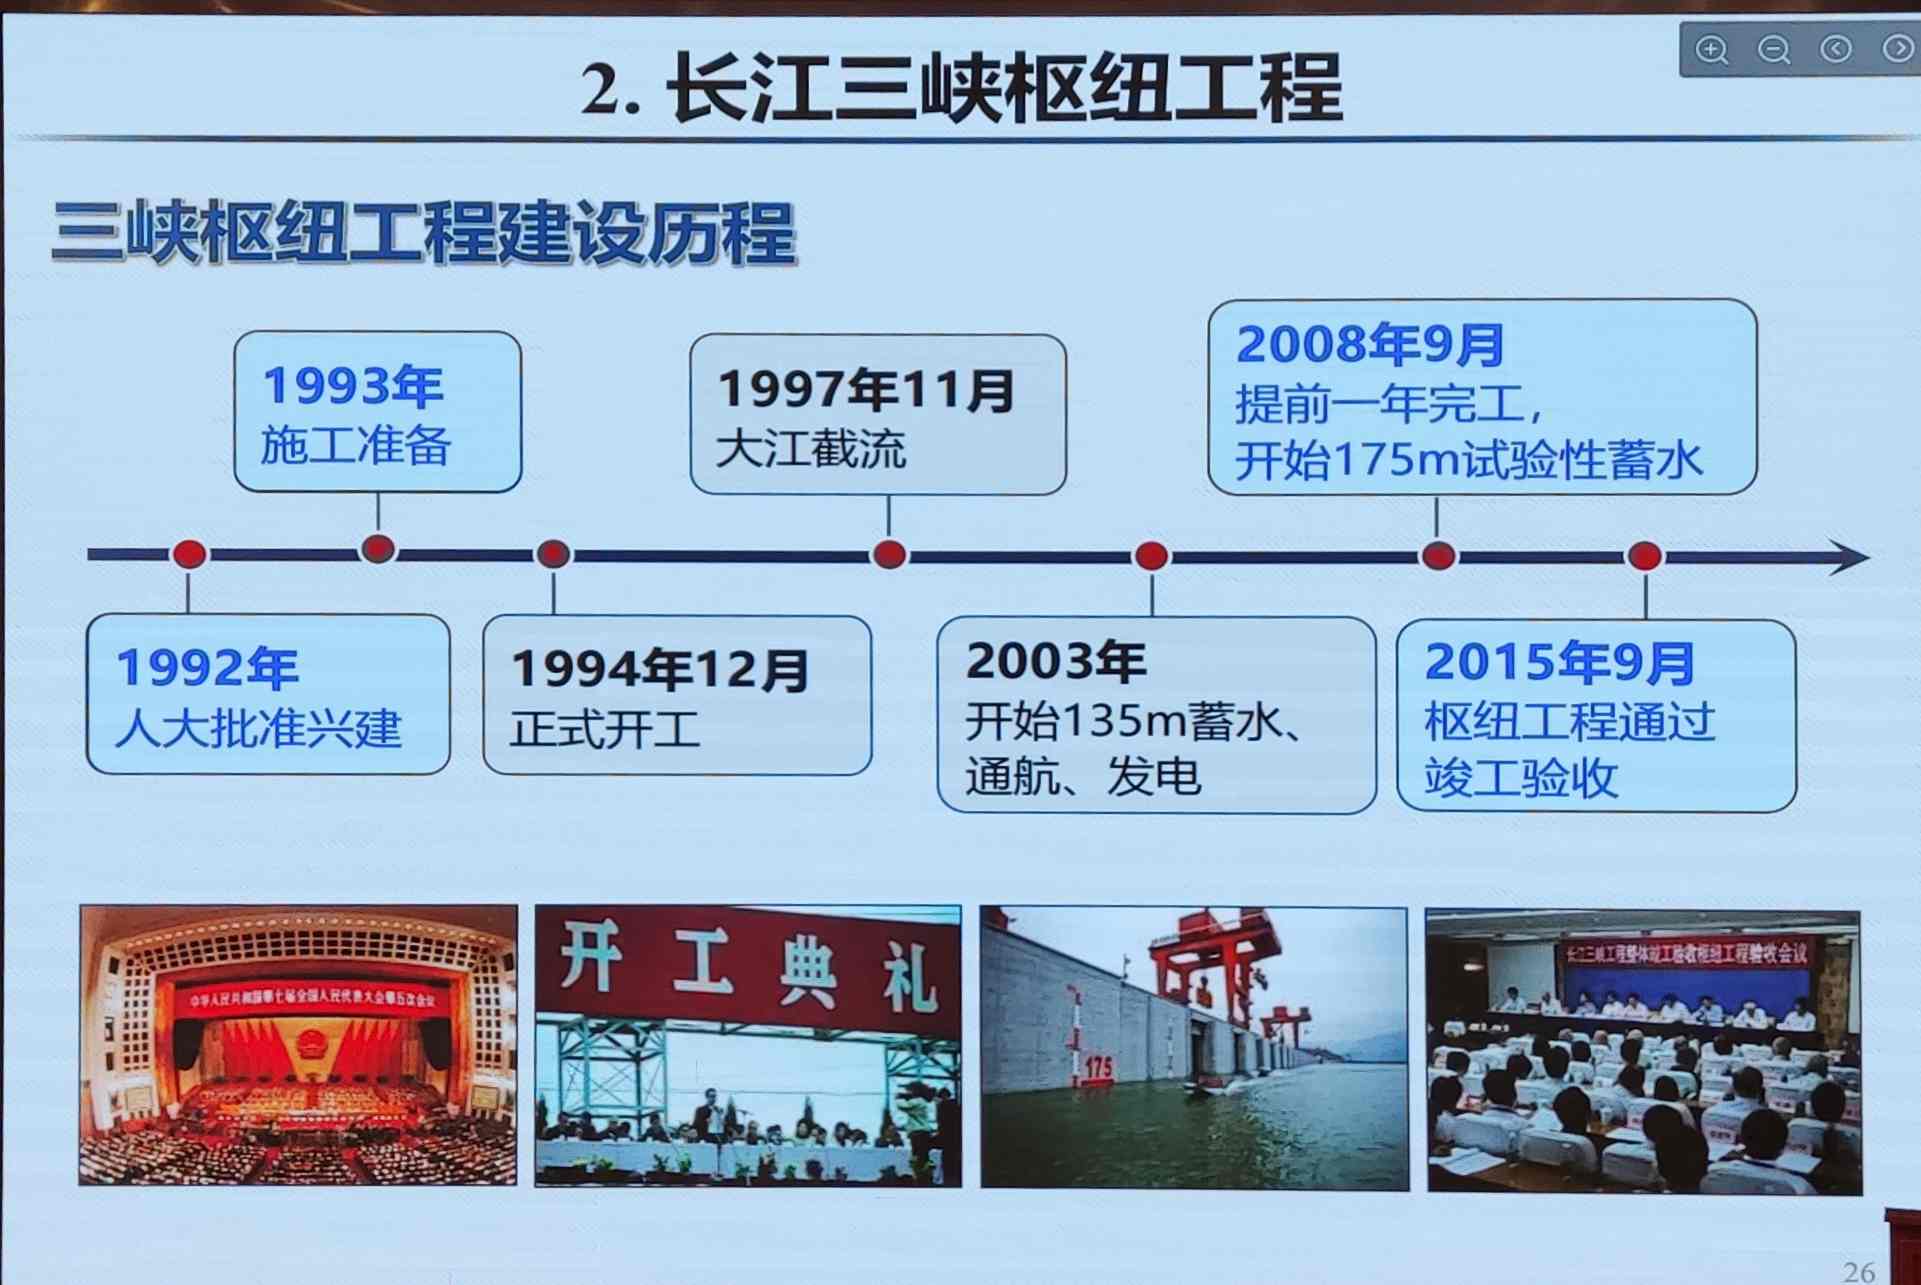 2. 长江三峡枢纽工程
三峡枢纽工程建设历程
1993年
施工准备
1997年11月
大江截流
2008年9月
提前一年完工，
开始175m试验性蓄水
1992年
人大批准兴建
1994年12月
正式开工
2003年
开始135m蓄水、
通航、发电
2015年9月
枢纽工程通过
竣工验收
中华人民共和国第七届全国人民代表大会第五次会议
开工典礼
175
长江三峡工程整体竣工验收枢纽工程验收会议
26